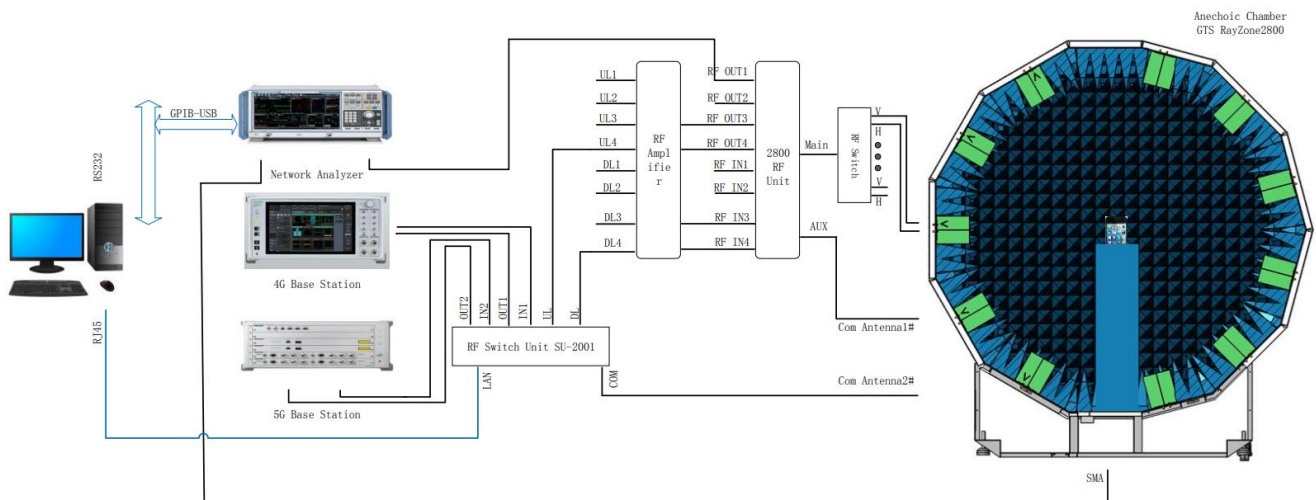 Anechoic Chamber
GTS RayZone2800
GPIB-USB
RS232
Network Analyzer
4G Base Station
5G Base Station
RJ45
LAN
OUT2
IN2
OUT1
IN1
UL
DL
RF Switch Unit SU-2001
COM
UL1
UL2
UL3
UL4
DL1
DL2
DL3
DL4
RF
Ampl
ifie
r
RF OUT1
RF OUT2
RF OUT3
RF OUT4
RF IN1
RF IN2
RF IN3
RF IN4
2800
RF
Unit
Main
AUX
RF Switch
V
H
V
H
Com Antenna1#
Com Antenna2#
V
V
V
V
V
SMA